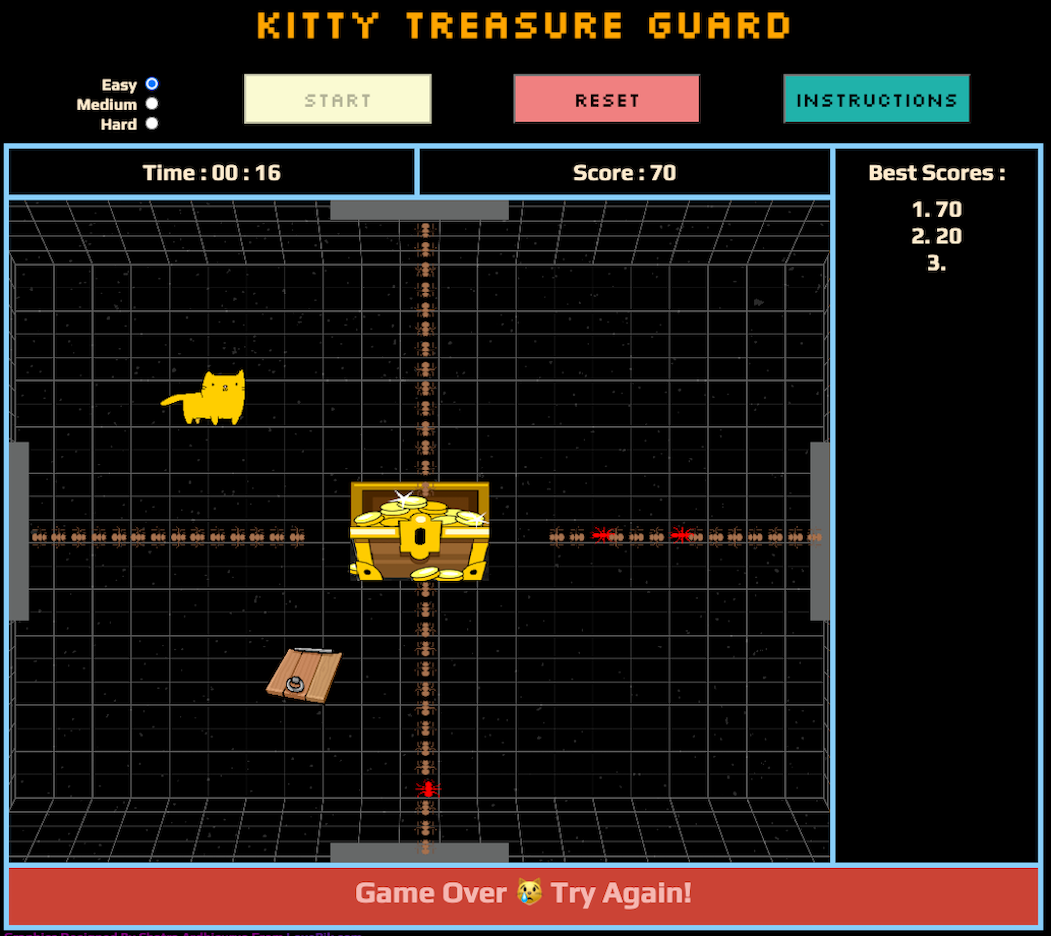 KITTY TREASURE GUARD
Easy
Medium
Hard
START
RESET
INSTRUCTIONS
Time : 00 : 16
Score : 70
Best Scores :
1. 70
2. 20
3.
Game Over 😿 Try Again!